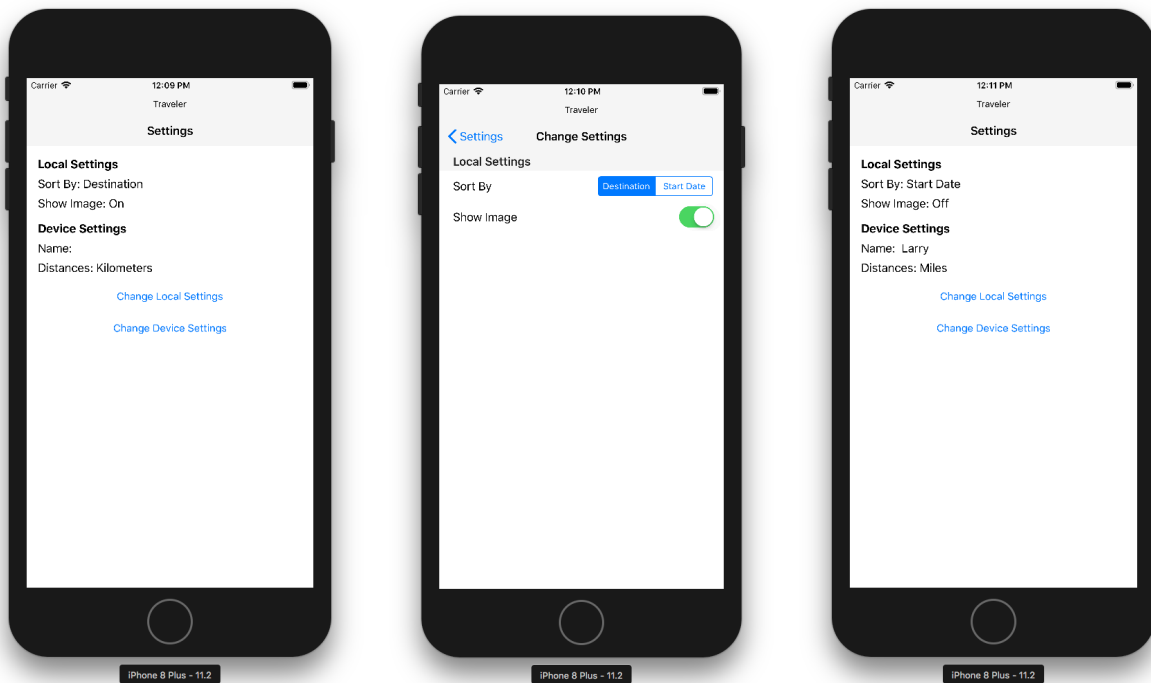 Carrier 12:09 PM
Traveler
Settings
Local Settings
Sort By: Destination
Show Image: On
Device Settings
Name:
Distances: Kilometers
Change Local Settings
Change Device Settings
iPhone 8 Plus - 11.2
Carrier 12:10 PM
Traveler
Settings Change Settings
Local Settings
Sort By Destination Start Date
Show Image
iPhone 8 Plus - 11.2
Carrier 12:11 PM
Traveler
Settings
Local Settings
Sort By: Start Date
Show Image: Off
Device Settings
Name: Larry
Distances: Miles
Change Local Settings
Change Device Settings
iPhone 8 Plus - 11.2